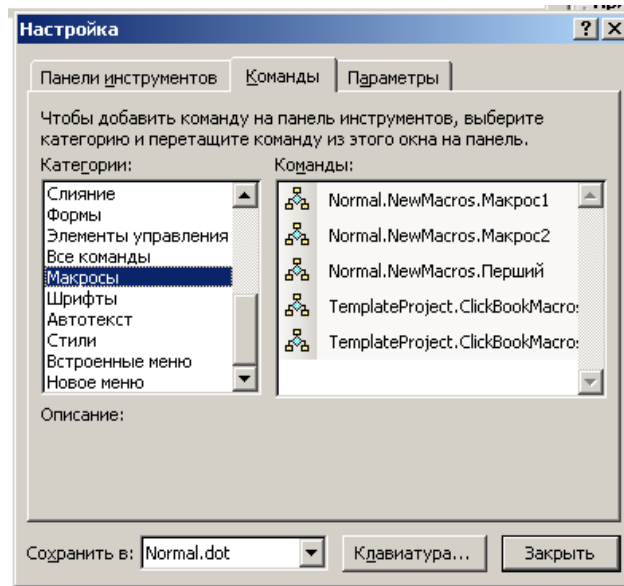 Настройка
Панели инструментов Команды Параметры
Чтобы добавить команду на панель инструментов, выберите
категорию и перетащите команду из этого окна на панель.
Категории: Команды:
Слияние
Формы
Элементы управления
Все команды
Макросы
Шрифты
Автотекст
Стили
Встроенные меню
Новое меню
Normal.NewMacros.Макрос1
Normal.NewMacros.Макрос2
Normal.NewMacros.Перший
TemplateProject.ClickBookMacro
TemplateProject.ClickBookMacro
Описание:
Сохранить в: Normal.dot Клавиатура... Закрыть